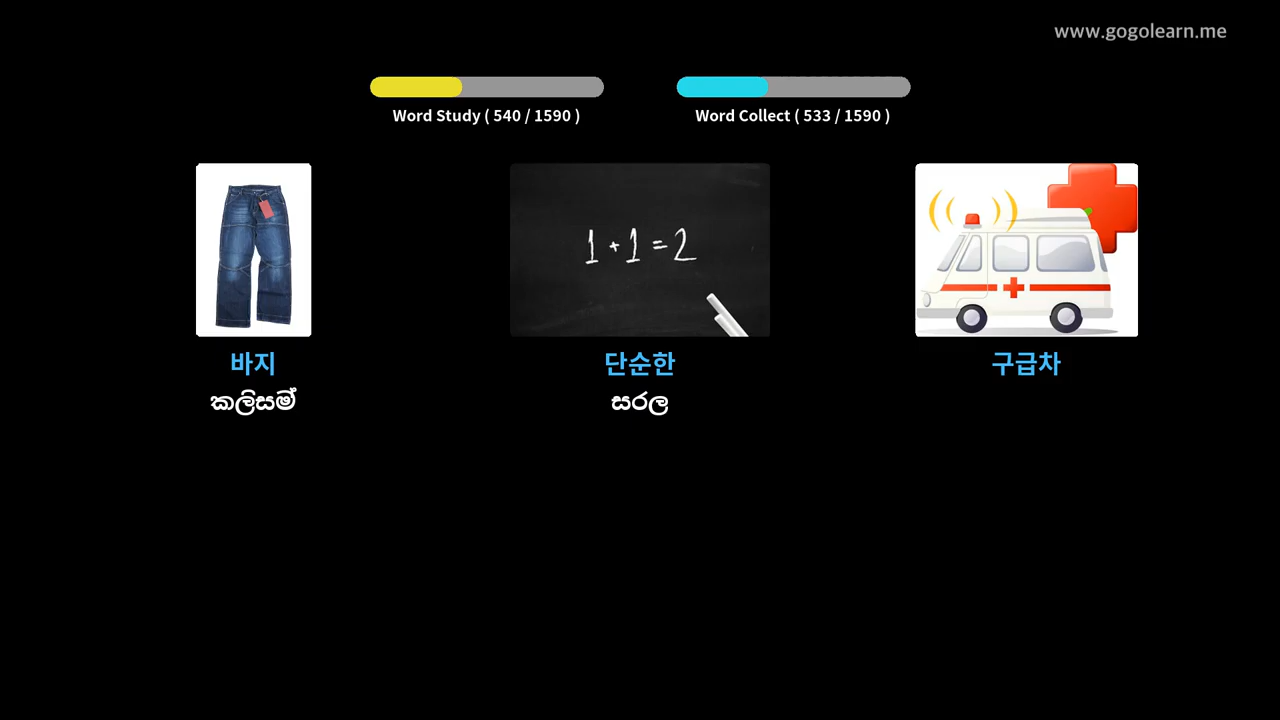 www.gogolearn.me
Word Study ( 540 / 1590 )
Word Collect ( 533 / 1590 )
1 + 1 = 2
바지
단순한
구급차
කලිසම්
සරල